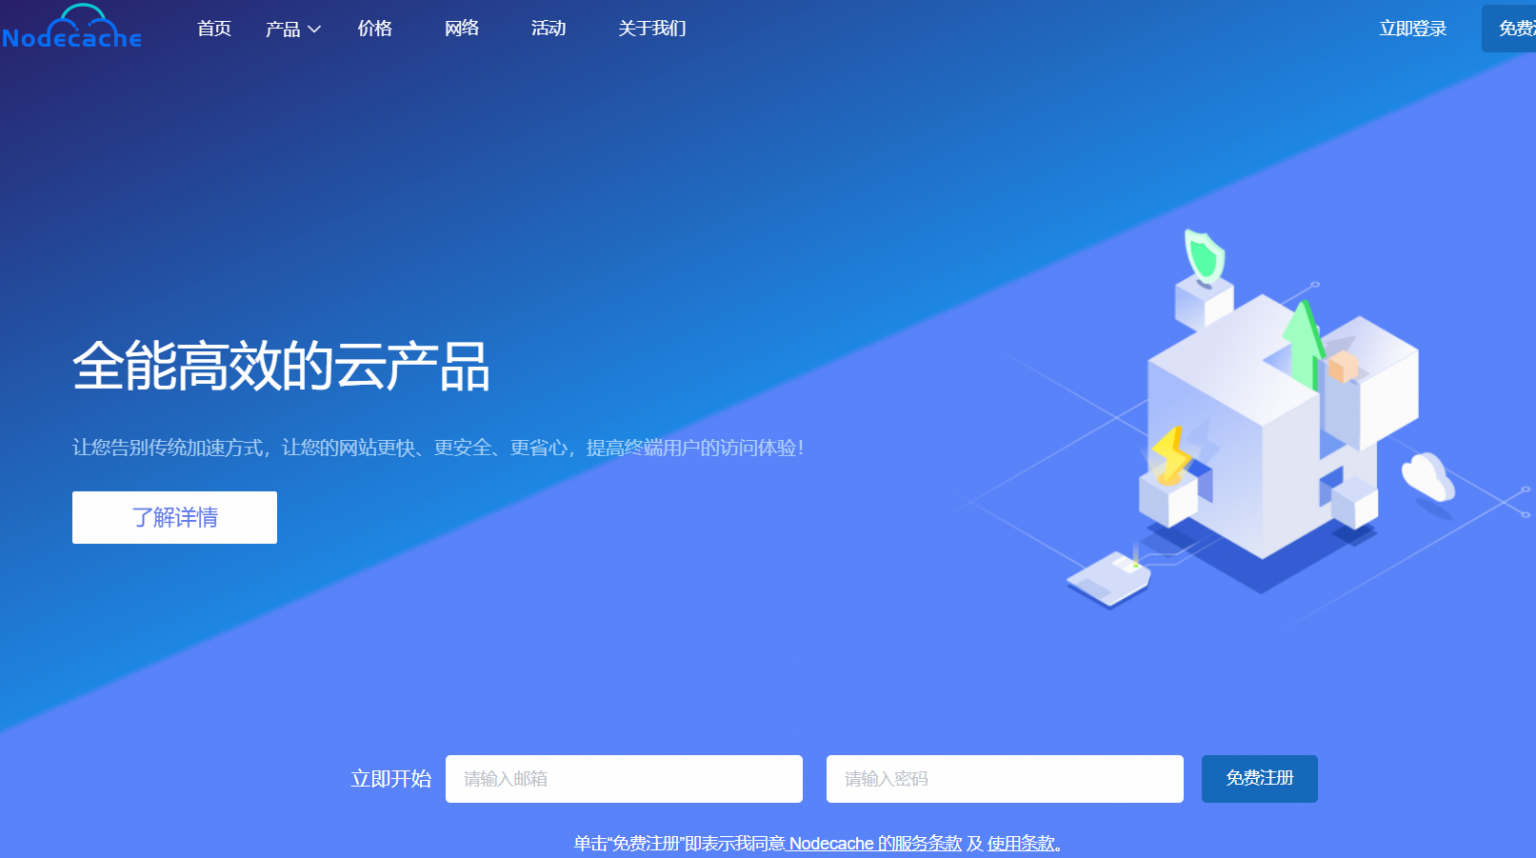 Nodecache 首页 产品 价格 网络 活动 关于我们 立即登录 免费
全能高效的云产品
让您告别传统加速方式，让您的网站更快、更安全、更省心，提高终端用户的访问体验！
了解详情
立即开始 请输入邮箱 请输入密码 免费注册
单击“免费注册”即表示我同意 Nodecache 的服务条款 及 使用条款。